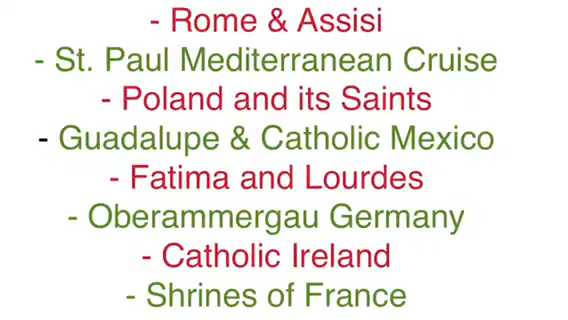 - Rome & Assisi
- St. Paul Mediterranean Cruise
- Poland and its Saints
- Guadalupe & Catholic Mexico
- Fatima and Lourdes
- Oberammergau Germany
- Catholic Ireland
- Shrines of France